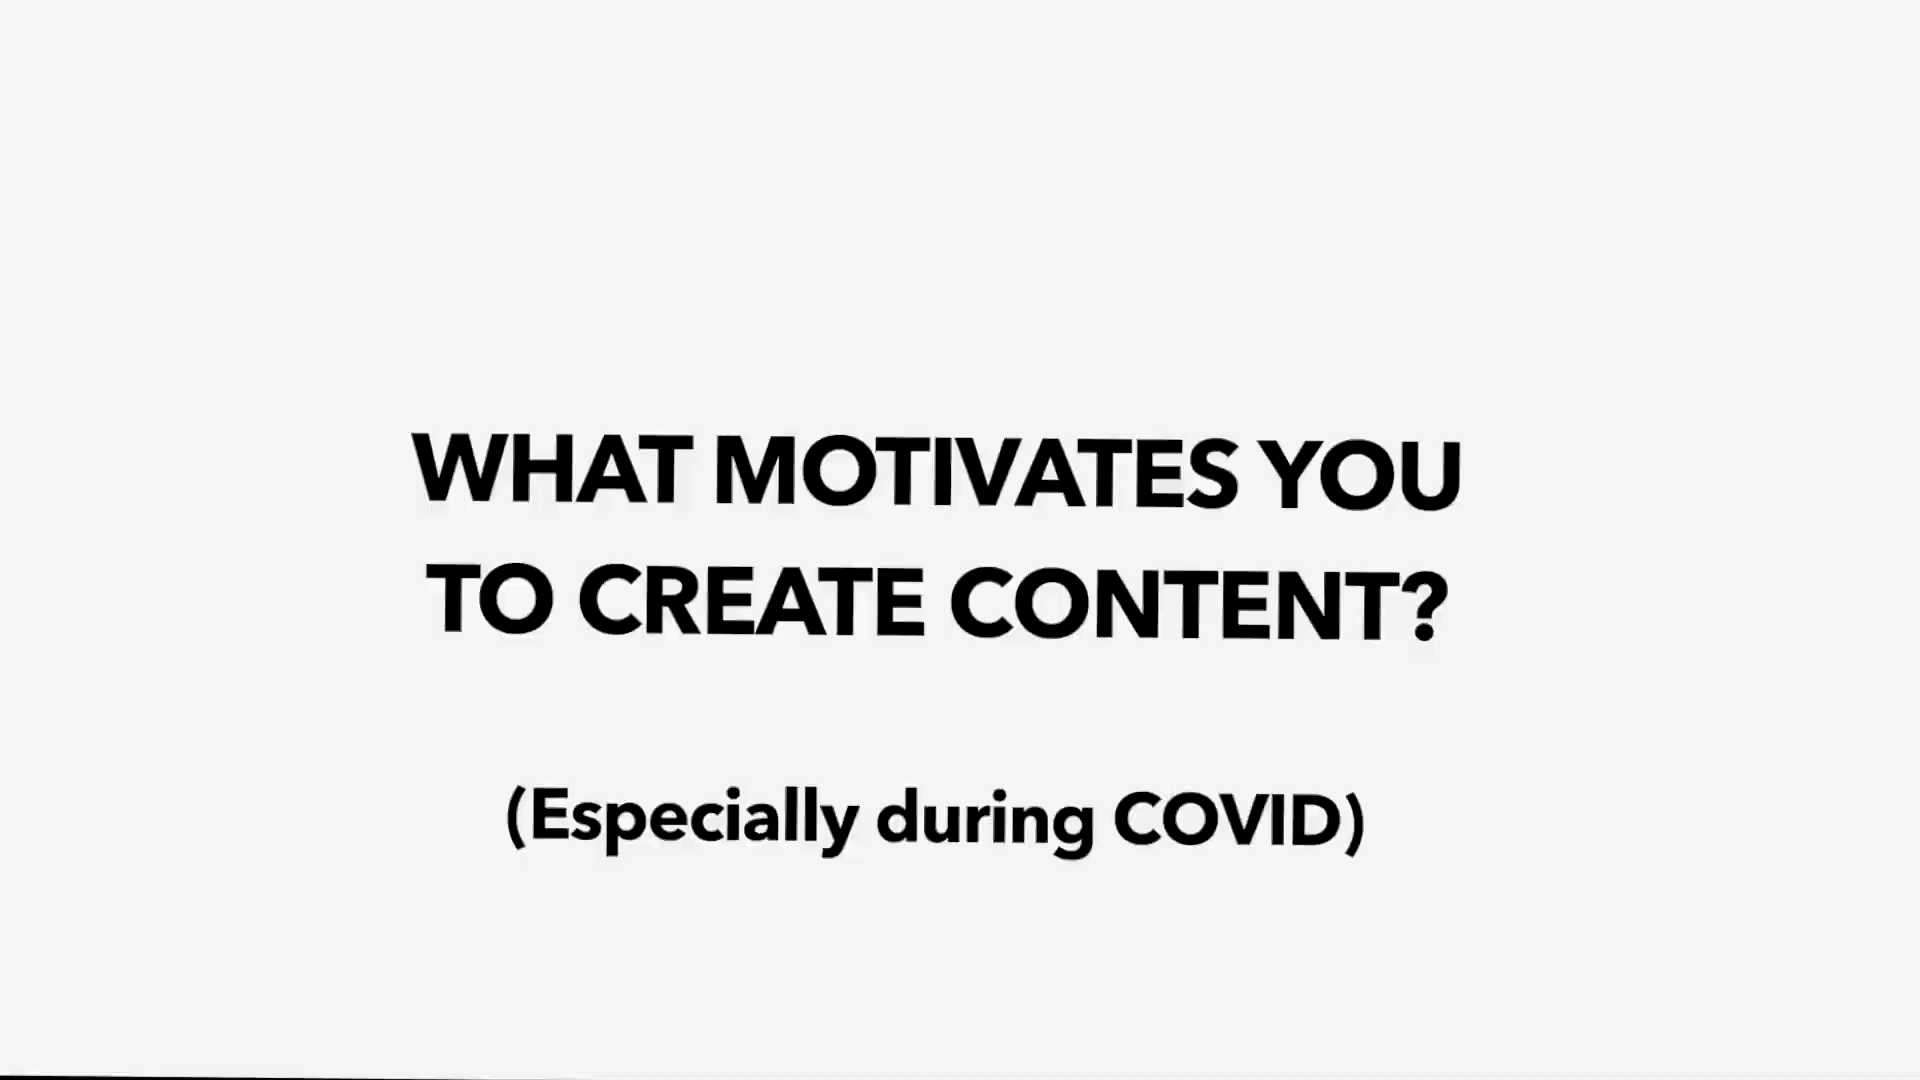 WHAT MOTIVATES YOU
TO CREATE CONTENT?
(Especially during COVID)